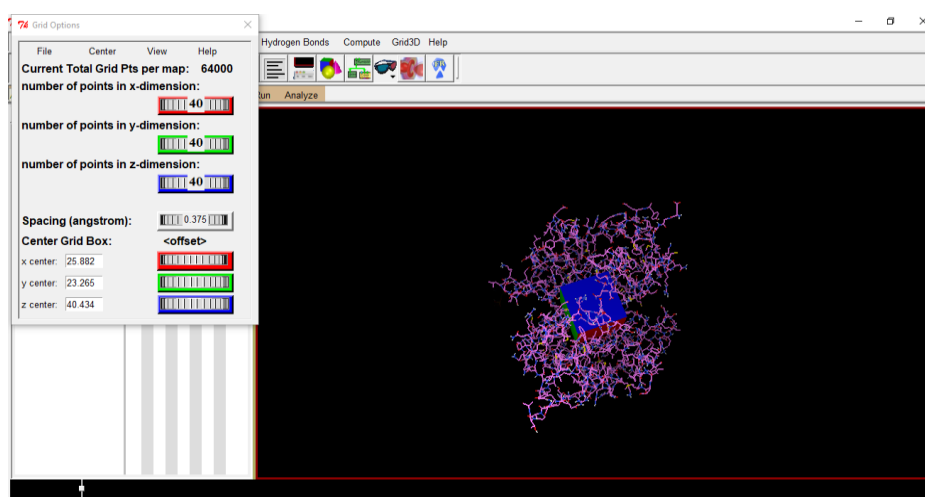 Grid Options
File Center View Help
Hydrogen Bonds Compute Grid3D Help
Current Total Grid Pts per map: 64000
number of points in x-dimension:
40
Analyze
number of points in y-dimension:
40
number of points in z-dimension:
40
Spacing (angstrom): 0.375
Center Grid Box: <offset>
x center: 25.882
y center: 23.265
z center: 40.434